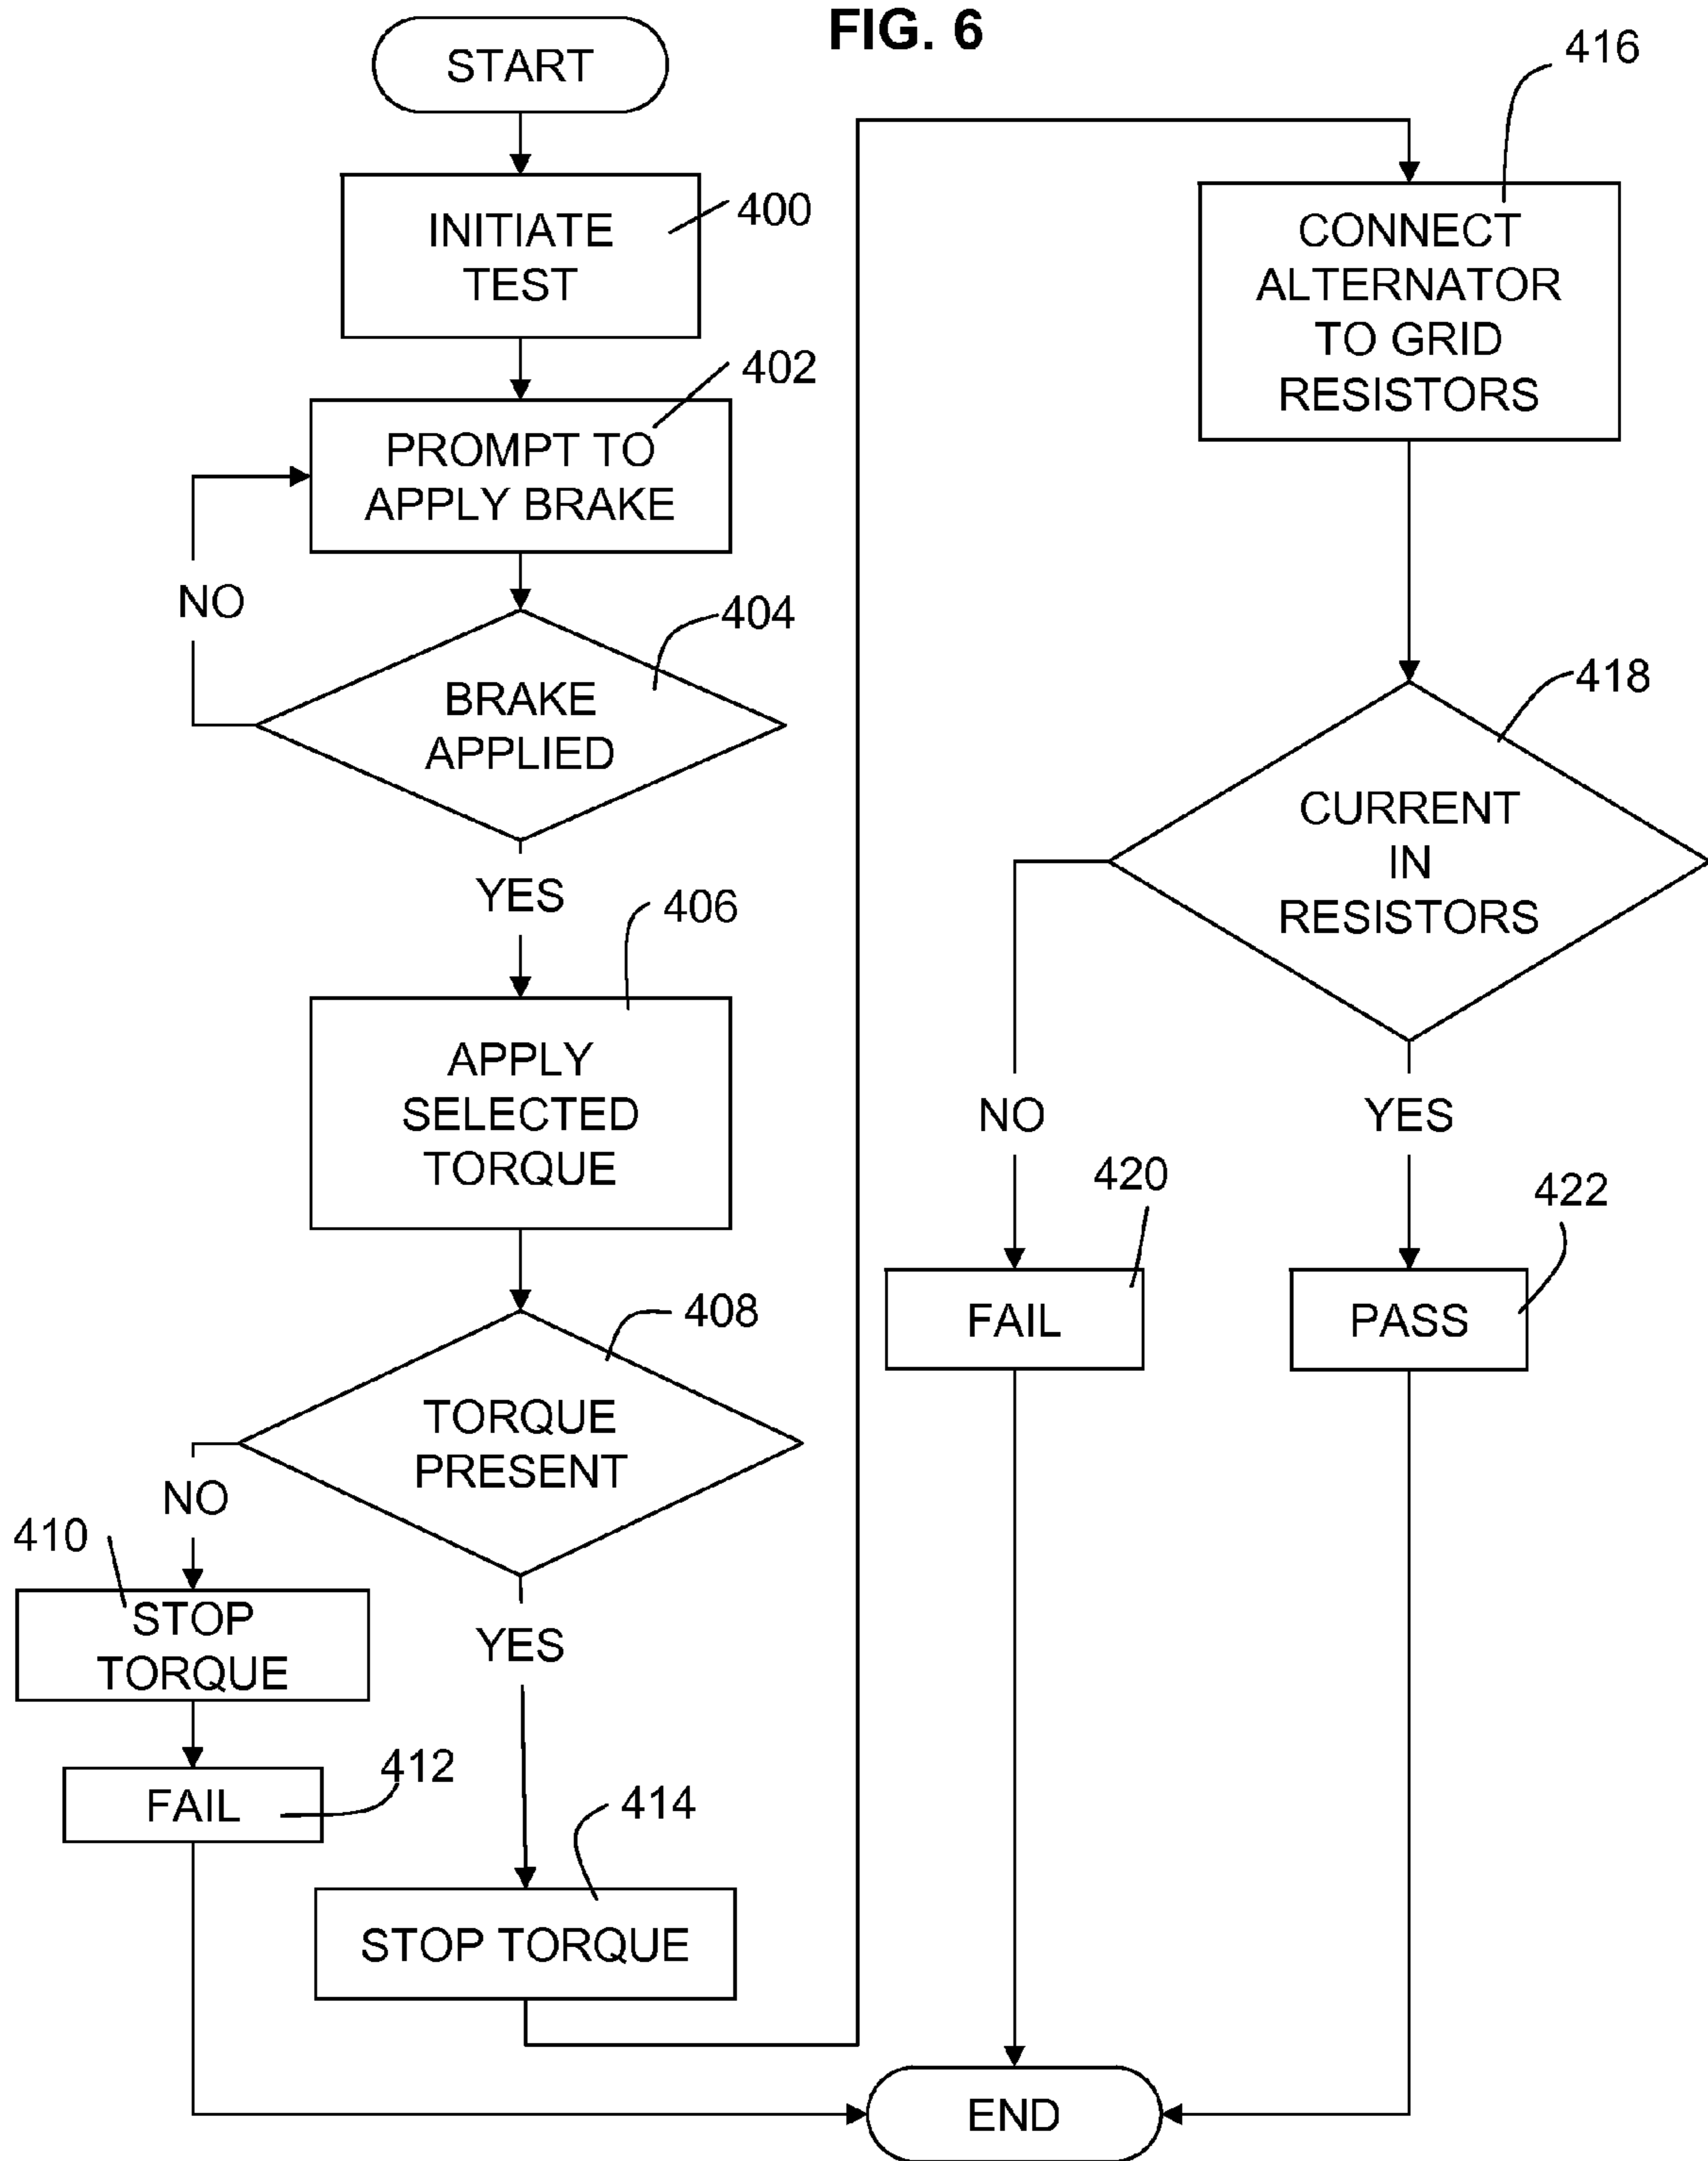 FIG. 6
START
INITIATE
TEST
400
PROMPT TO
APPLY BRAKE
402
NO
BRAKE
APPLIED
404
YES
APPLY
SELECTED
TORQUE
406
TORQUE
PRESENT
408
NO
STOP
TORQUE
410
FAIL
412
YES
STOP TORQUE
414
CONNECT
ALTERNATOR
TO GRID
RESISTORS
416
CURRENT
IN
RESISTORS
418
NO
FAIL
420
YES
PASS
422
END